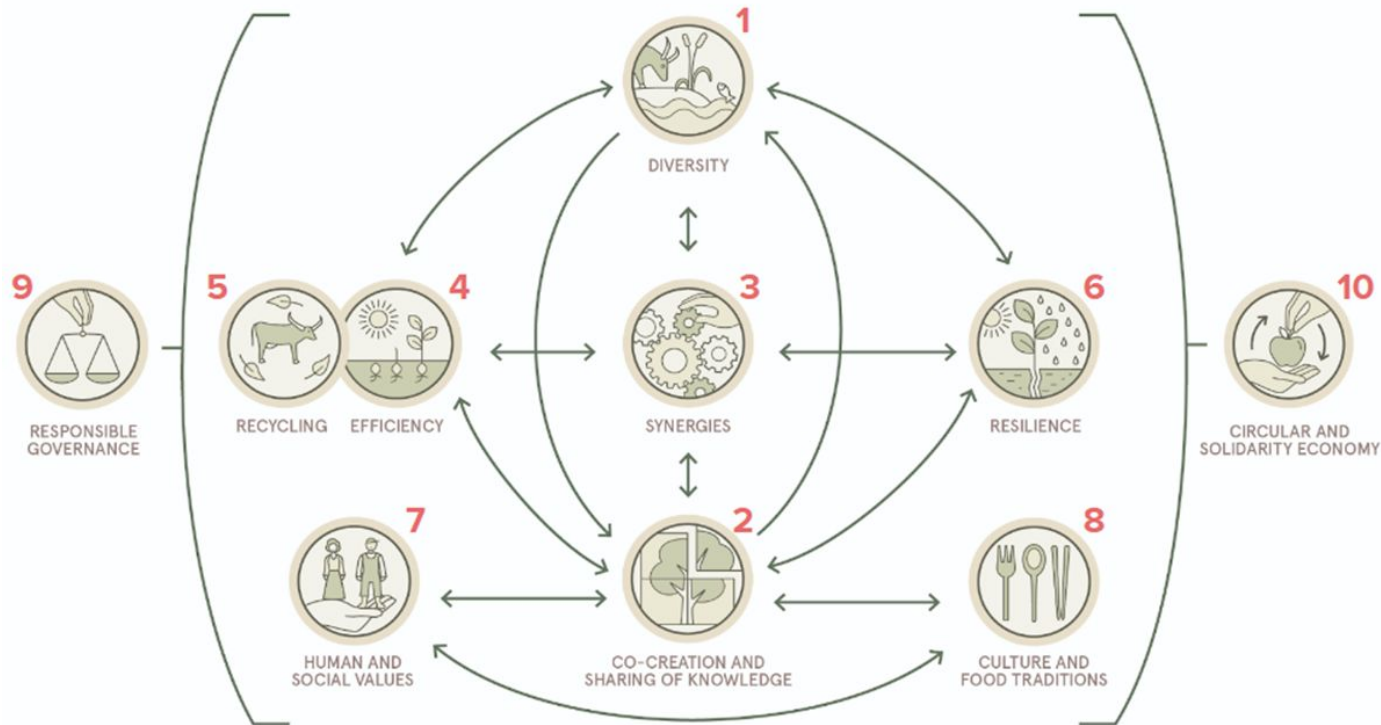 1
DIVERSITY
9
RESPONSIBLE
GOVERNANCE
5
RECYCLING
4
EFFICIENCY
3
SYNERGIES
6
RESILIENCE
10
CIRCULAR AND
SOLIDARITY ECONOMY
7
HUMAN AND
SOCIAL VALUES
2
CO-CREATION AND
SHARING OF KNOWLEDGE
8
CULTURE AND
FOOD TRADITIONS